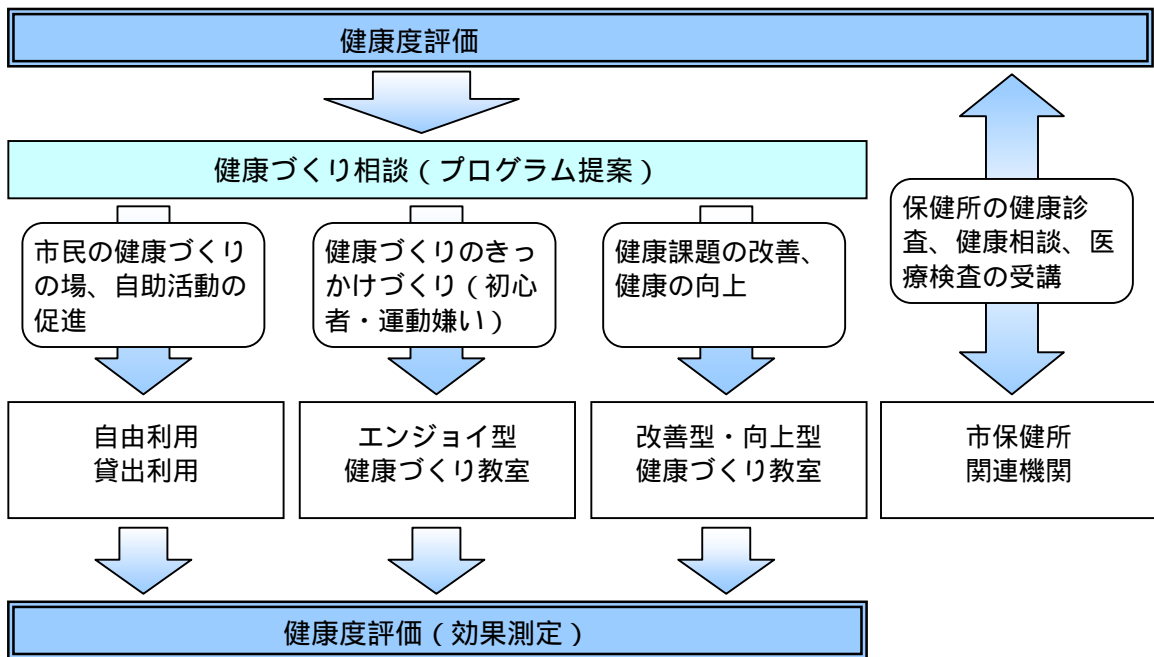 健康度評価
健康づくり相談（プログラム提案）
市民の健康づくり
の場、自助活動の
促進
健康づくりのきっ
かけづくり（初心
者・運動嫌い）
健康課題の改善、
健康の向上
保健所の健康診
査、健康相談、医
療検査の受講
自由利用
貸出利用
エンジョイ型
健康づくり教室
改善型・向上型
健康づくり教室
市保健所
関連機関
健康度評価（効果測定）